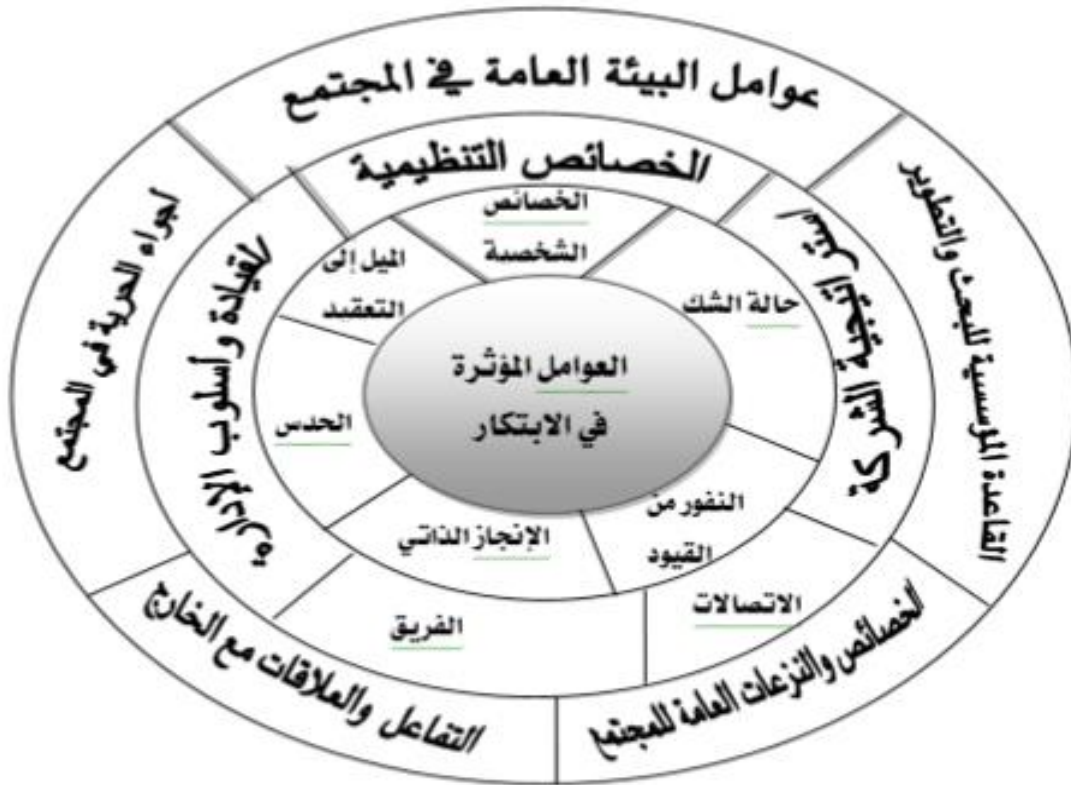 عوامل البيئة العامة في المجتمع
القاعدة المؤسسية للبحث والتطوير
الخصائص والنزعات العامة للمجتمع
التفاعل والعلاقات مع الخارج
أجواء الحرية في المجتمع
الخصائص التنظيمية
الشركة
الاتصالات
الفريق
القيادة وأسلوب الإدارة
الخصائص
الشخصية
حالة الشك
النفور من
القيود
الإنجاز الذاتي
الحدس
الميل إلى
التعقيد
العوامل المؤثرة
في الابتكار